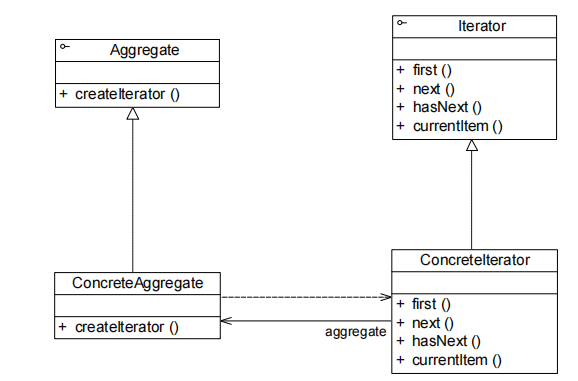 Aggregate
+ createIterator ()
Iterator
+ first ()
+ next ()
+ hasNext ()
+ currentItem ()
ConcreteAggregate
+ createIterator ()
aggregate
ConcreteIterator
+ first ()
+ next ()
+ hasNext ()
+ currentItem ()